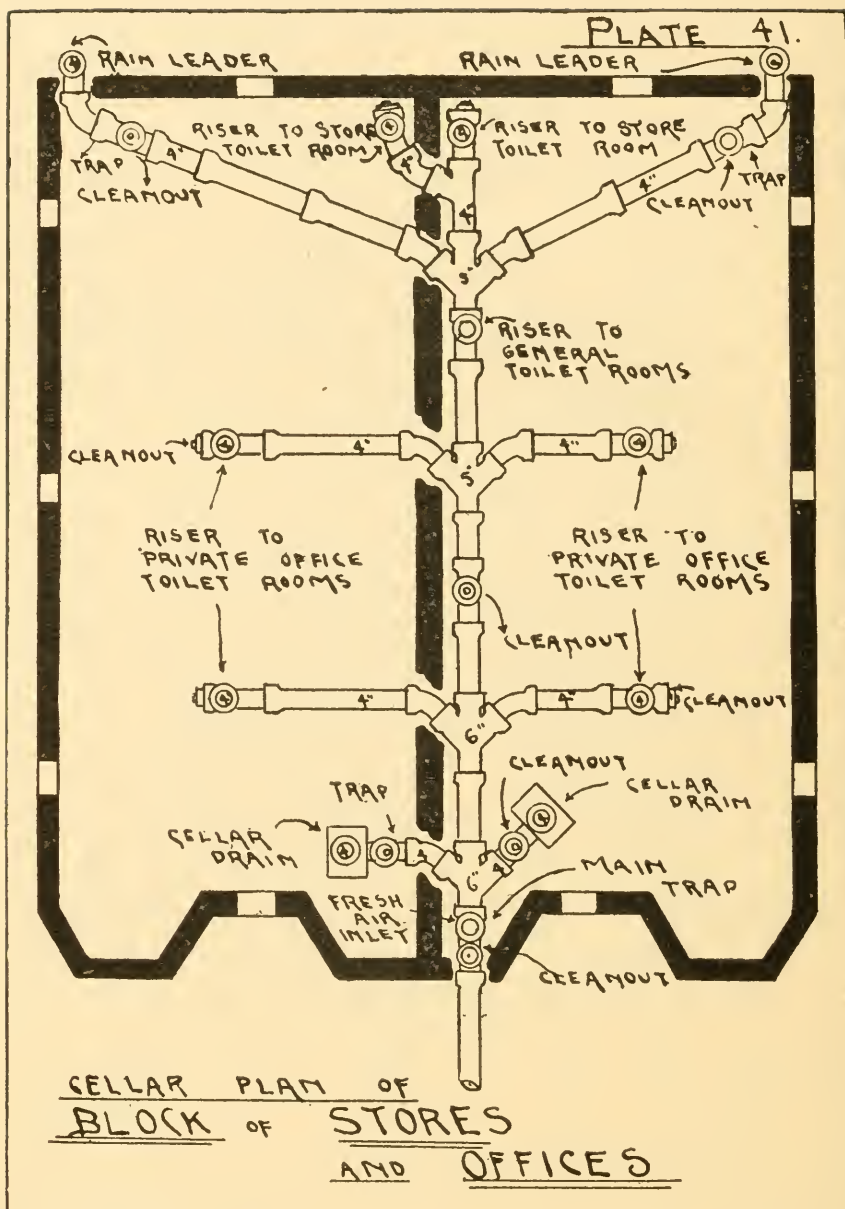 PLATE 41.
RAIN LEADER
RAIN LEADER
RISER TO STORE
TOILET ROOM
RISER TO STORE
TOILET ROOM
TRAP
4"
CLEANOUT
4"
4"
4"
CLEANOUT
TRAP
RISER TO
GENERAL
TOILET ROOMS
CLEANOUT
4"
4"
5"
RISER TO
PRIVATE OFFICE
TOILET ROOMS
RISER TO
PRIVATE OFFICE
TOILET ROOMS
CLEANOUT
4"
4"
CLEANOUT
6"
CLEANOUT
TRAP
CELLAR
DRAIN
CELLAR
DRAIN
4
4
6"
MAIN
TRAP
FRESH
AIR
INLET
CLEANOUT
CELLAR PLAN OF
BLOCK OF STORES
AND OFFICES